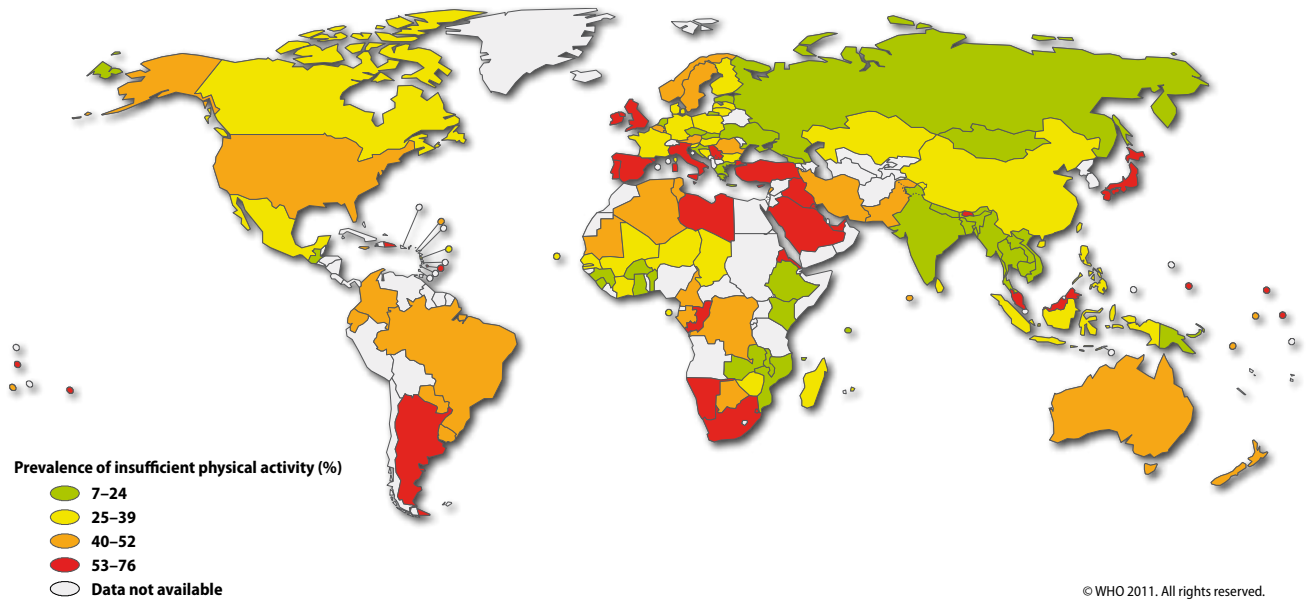 Prevalence of insufficient physical activity (%)
7–24
25–39
40–52
53–76
Data not available
© WHO 2011. All rights reserved.